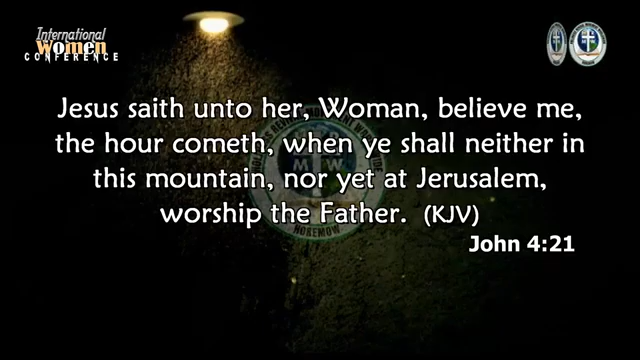 International
women
CONFERENCE
Jesus saith unto her, Woman, believe me,
the hour cometh, when ye shall neither in
this mountain, nor yet at Jerusalem,
worship the Father. (KJV)
John 4:21
M W
HOREMOW